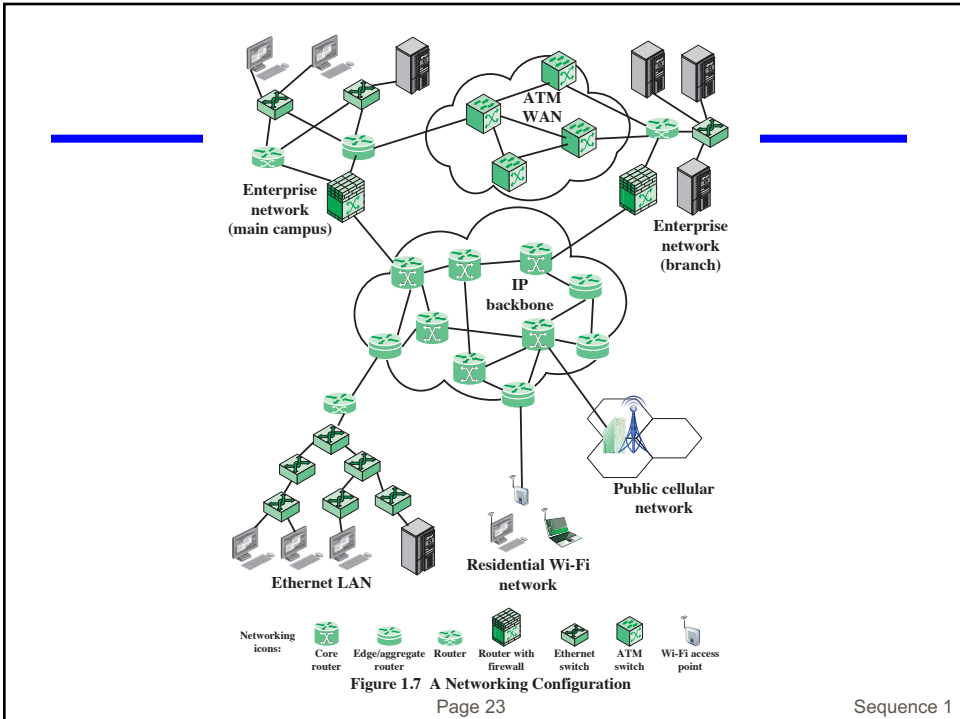 ATM
WAN
Enterprise
network
(main campus)
Enterprise
network
(branch)
IP
backbone
Public cellular
network
Ethernet LAN
Residential Wi-Fi
network
Networking
icons:
Core
router
Edge/aggregate
router
Router
Router with
firewall
Ethernet
switch
ATM
switch
Wi-Fi access
point
Figure 1.7 A Networking Configuration
Page 23
Sequence 1